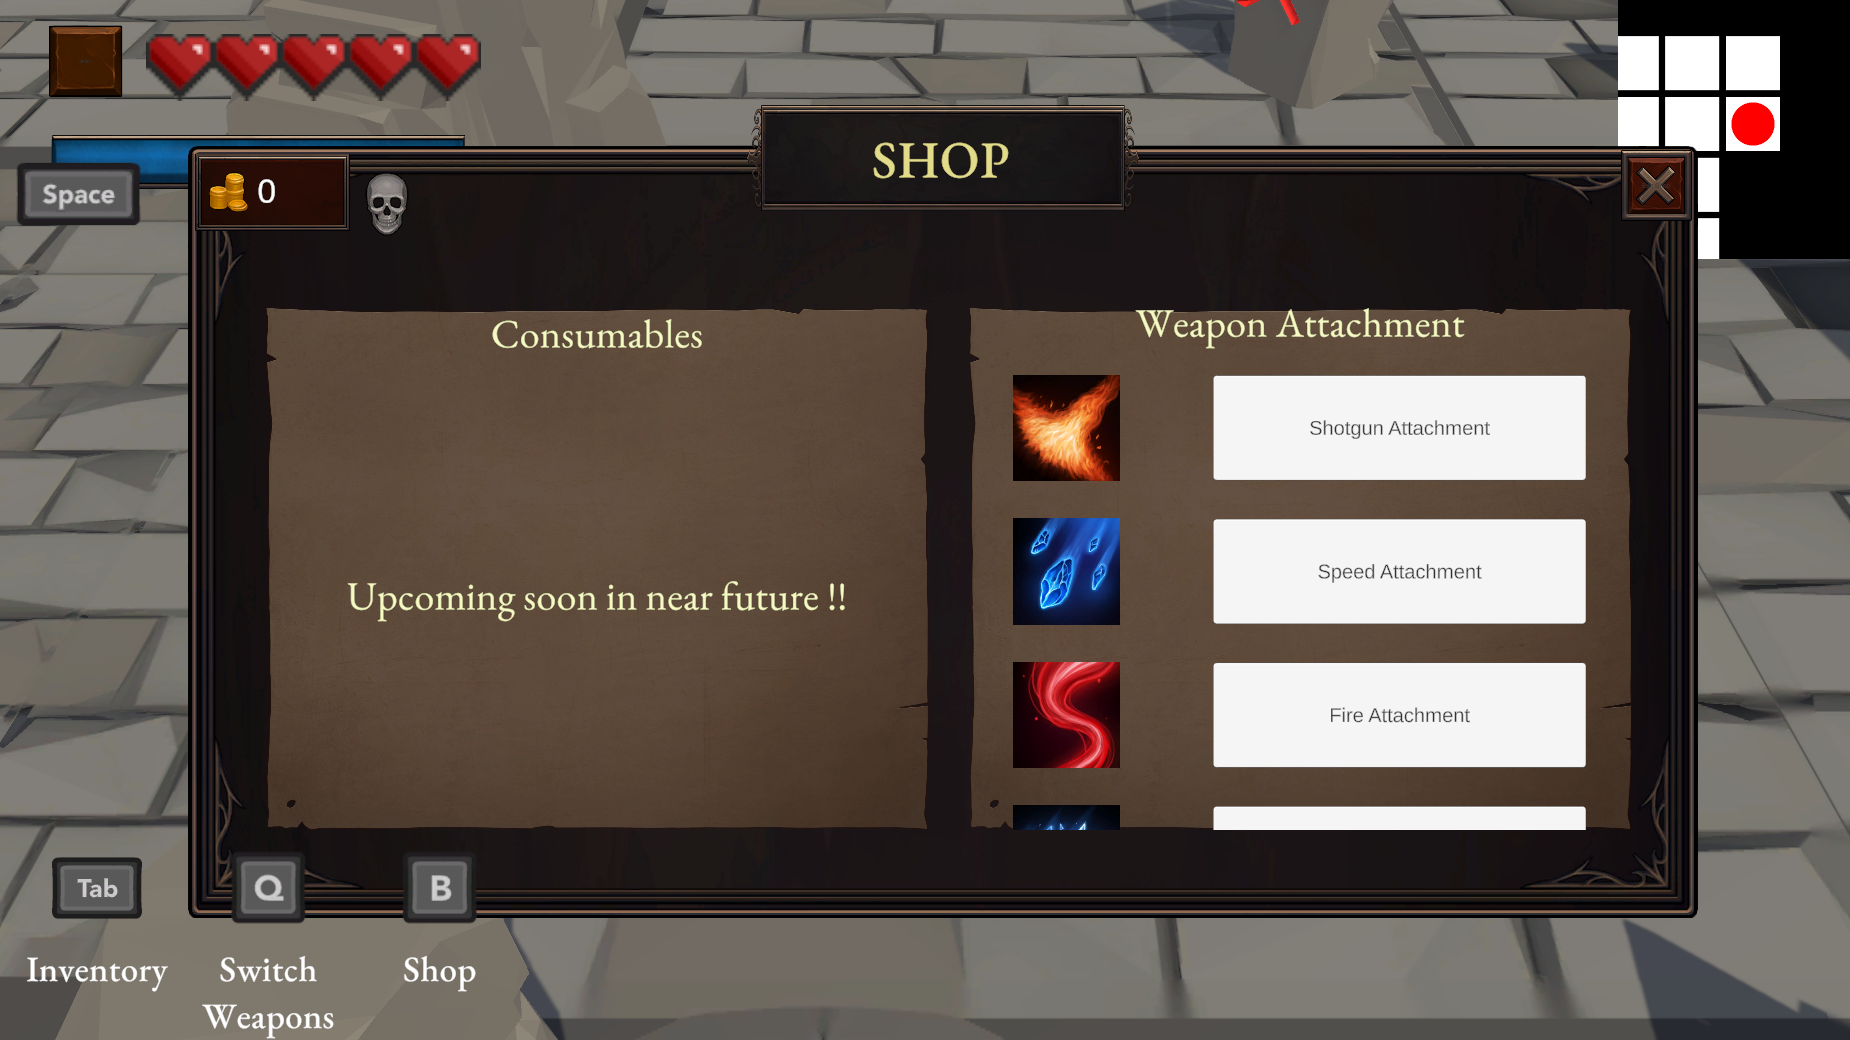 Space
0
SHOP
Consumables
Upcoming soon in near future !!
Weapon Attachment
Shotgun Attachment
Speed Attachment
Fire Attachment
Tab
Q
B
Inventory
Switch
Weapons
Shop